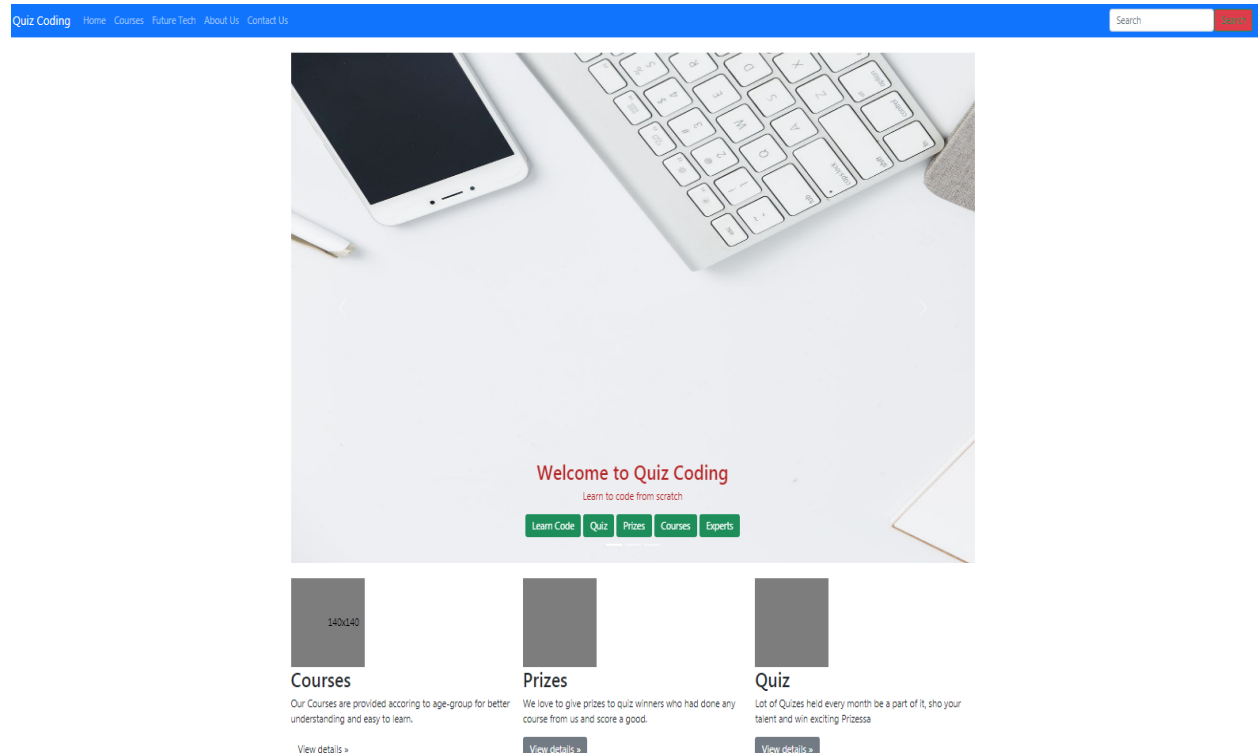 Quiz Coding Home Courses Future Tech About Us Contact Us Search Search
Welcome to Quiz Coding
Learn to code from scratch
Learn Code Quiz Prizes Courses Experts
140x140
Courses
Our Courses are provided accoring to age-group for better
understanding and easy to learn.
View details »
Prizes
We love to give prizes to quiz winners who had done any
course from us and score a good.
View details »
Quiz
Lot of Quizes held every month be a part of it, sho your
talent and win exciting Prizessa
View details »